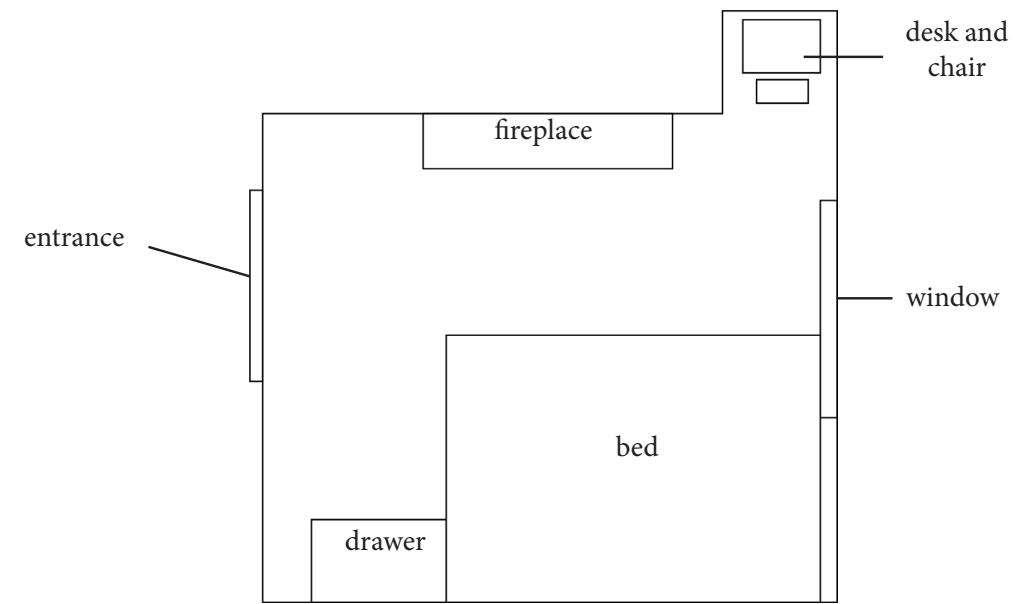 desk and
chair
fireplace
entrance
window
bed
drawer